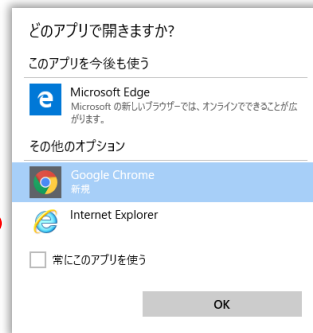 どのアプリで開きますか?
このアプリを今後も使う
Microsoft Edge
Microsoft の新しいブラウザーでは、オンラインでできることが広
がります。
その他のオプション
Google Chrome
新規
Internet Explorer
常にこのアプリを使う
OK